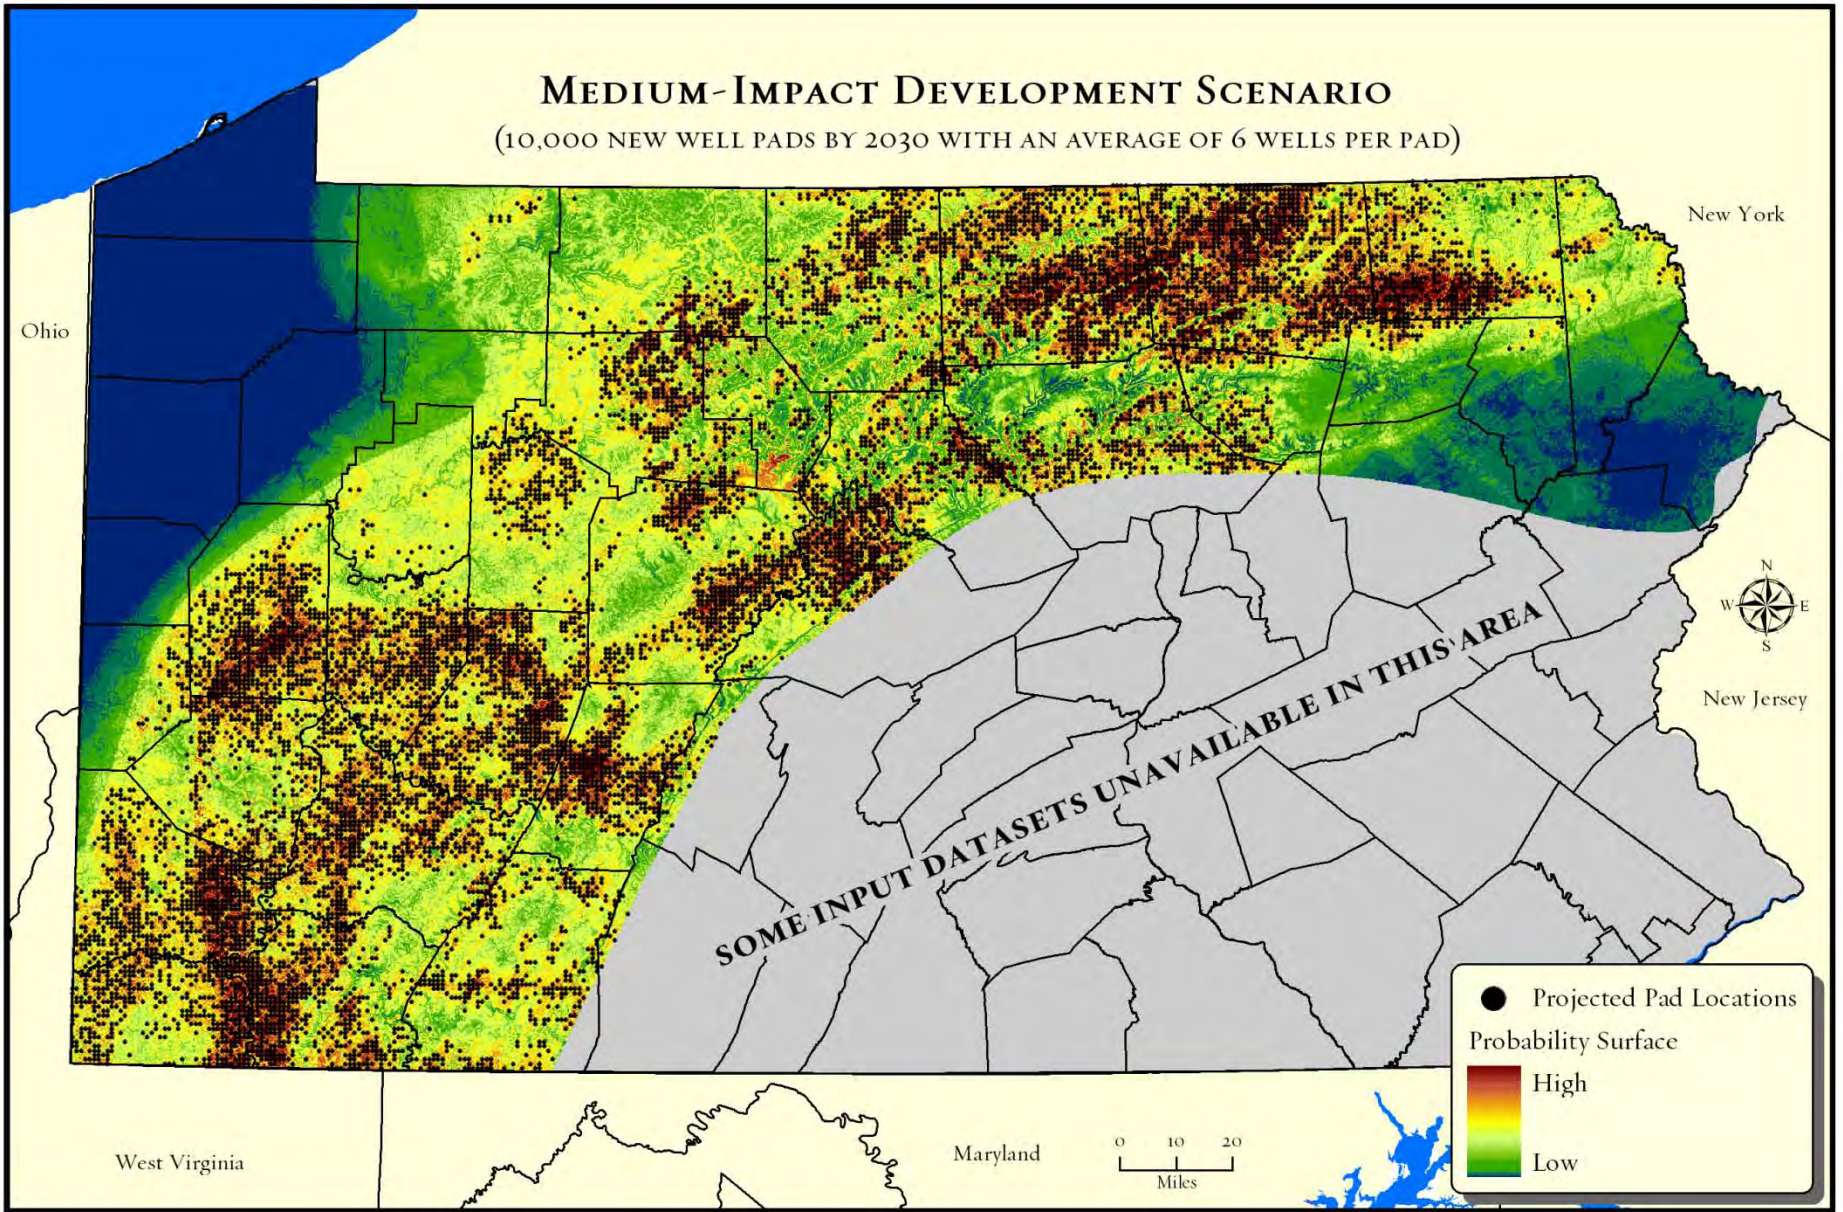 MEDIUM-IMPACT DEVELOPMENT SCENARIO
(10,000 NEW WELL PADS BY 2030 WITH AN AVERAGE OF 6 WELLS PER PAD)
New York
Ohio
N
W E
S
New Jersey
SOME INPUT DATASETS UNAVAILABLE IN THIS AREA
Projected Pad Locations
Probability Surface
High
Low
West Virginia
Maryland
0 10 20
Miles